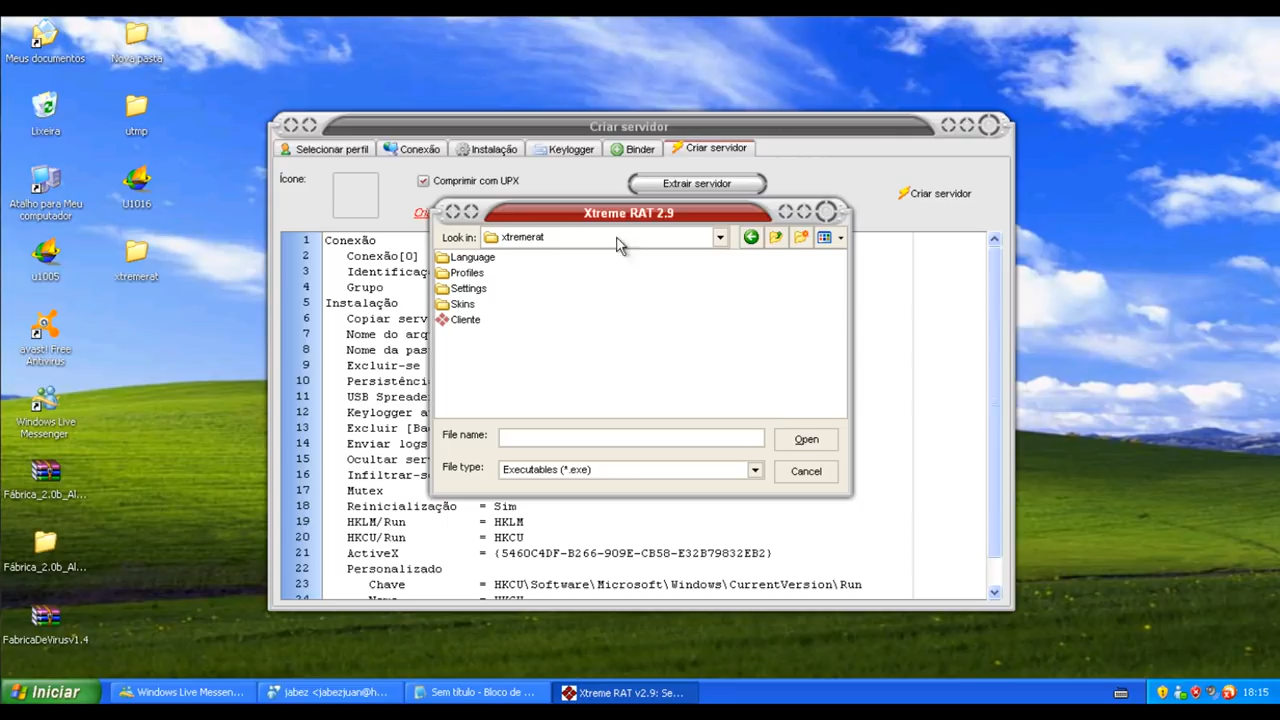 Meus documentos
Nova pasta
Lixeira
utmp
Atalho para Meu
computador
U1016
u1005
xtremerat
avast! Free
Antivirus
Windows Live
Messenger
Fábrica_2.0b_Al...
Fábrica_2.0b_Al...
FabricaDeVirusv1.4
Criar servidor
Selecionar perfil
Conexão
Instalação
Keylogger
Binder
Criar servidor
Ícone:
Comprimir com UPX
Extrair servidor
Criar servidor
Xtreme RAT 2.9
Look in:
xtremerat
Language
Profiles
Settings
Skins
Cliente
File name:
Open
File type:
Executables (*.exe)
Cancel
1 Conexão
2 Conexão[0]
3 Identificaç
4 Grupo
5 Instalação
6 Copiar serv
7 Nome do arq
8 Nome da pas
9 Excluir-se
10 Persistênci
11 USB Spreade
12 Keylogger a
13 Excluir [Ba
14 Enviar logs
15 Ocultar ser
16 Infiltrar-s
17 Mutex
18 Reinicialização = Sim
19 HKLM/Run = HKLM
20 HKCU/Run = HKCU
21 ActiveX = {5460C4DF-B266-909E-CB58-E32B79832EB2}
22 Personalizado
23 Chave = HKCU\Software\Microsoft\Windows\CurrentVersion\Run
Iniciar
Windows Live Messen...
jabez <jabezjuan@h...
Sem título - Bloco de ...
Xtreme RAT v2.9: Se...
18:15